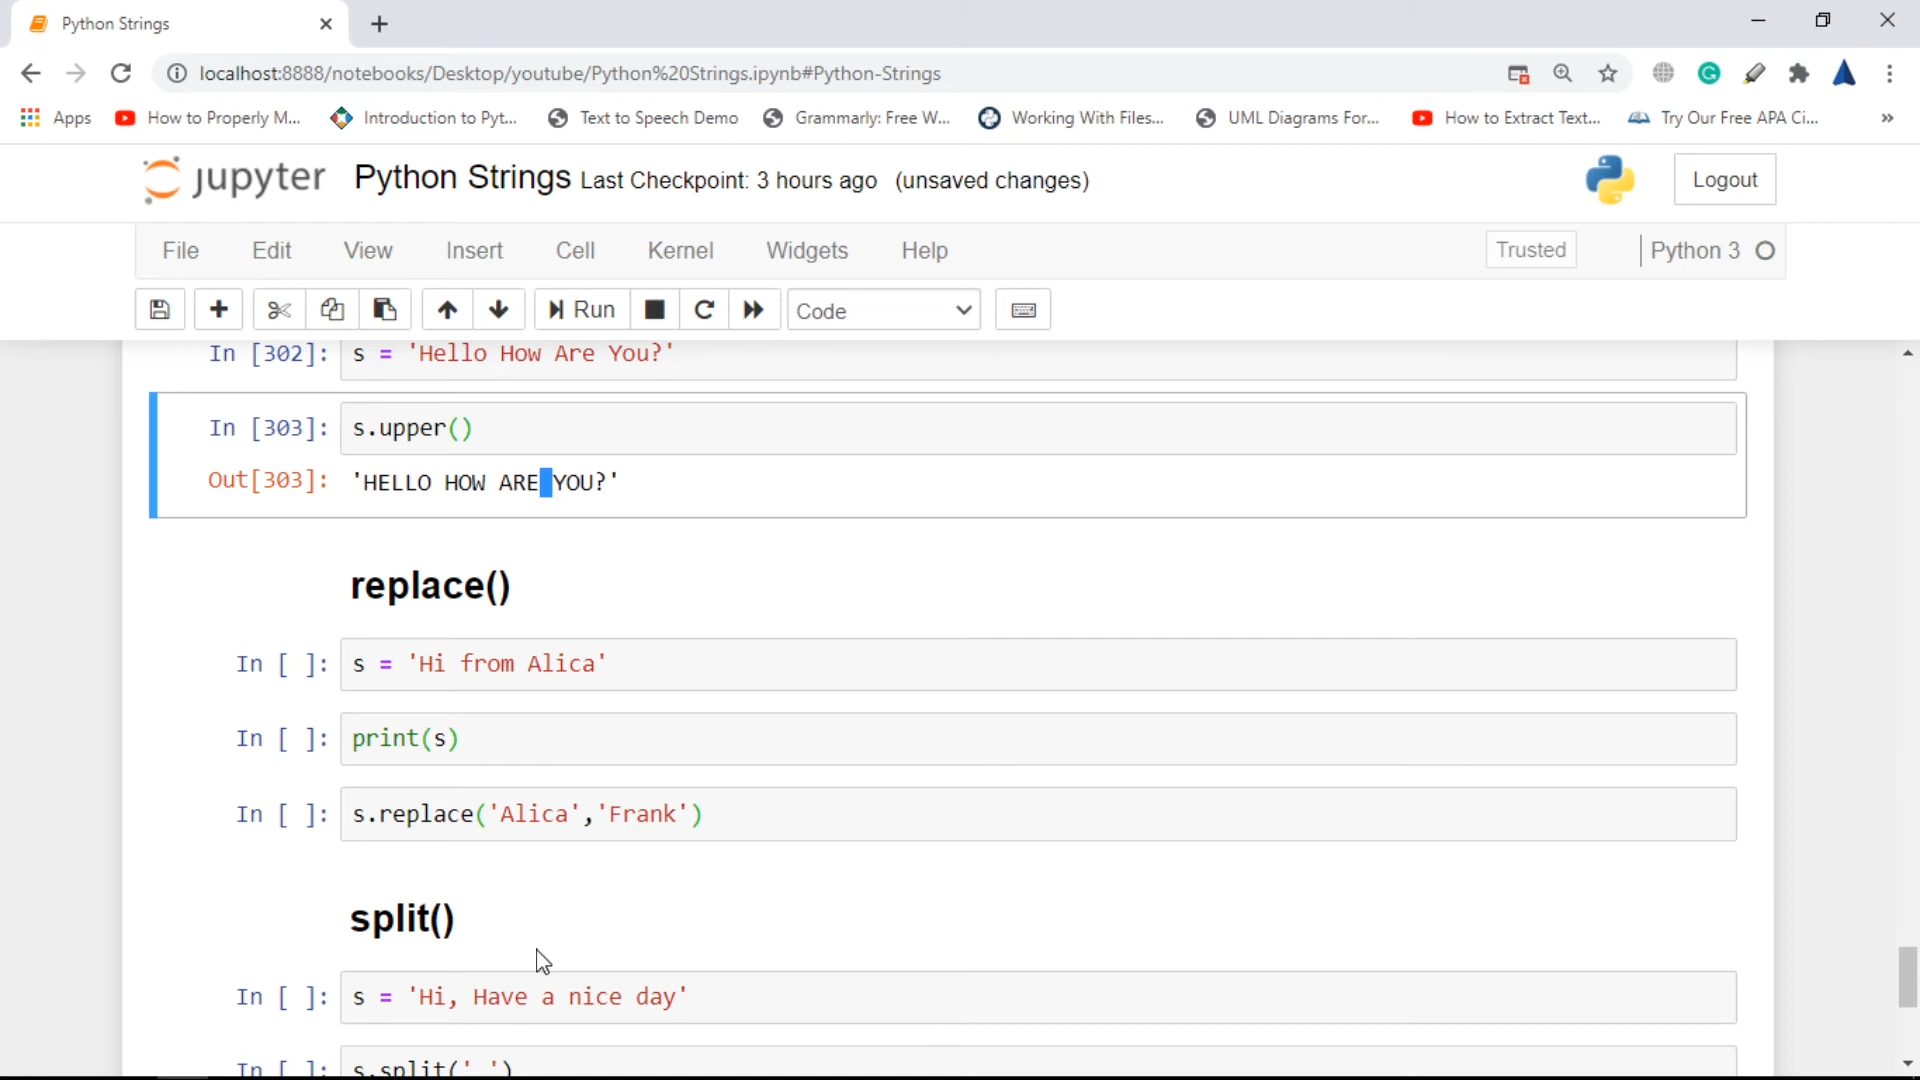 Python Strings
localhost:8888/notebooks/Desktop/youtube/Python%20Strings.ipynb#Python-Strings
Apps How to Properly M... Introduction to Pyt... Text to Speech Demo Grammarly: Free W... Working With Files... UML Diagrams For... How to Extract Text... Try Our Free APA Ci... »
jupyter Python Strings Last Checkpoint: 3 hours ago (unsaved changes) Logout
File Edit View Insert Cell Kernel Widgets Help Trusted Python 3
Run Code
In [302]: s = 'Hello How Are You?'
In [303]: s.upper()
Out[303]: 'HELLO HOW ARE YOU?'
replace()
In [ ]: s = 'Hi from Alica'
In [ ]: print(s)
In [ ]: s.replace('Alica','Frank')
split()
In [ ]: s = 'Hi, Have a nice day'
In [ ]: s.split(' ')